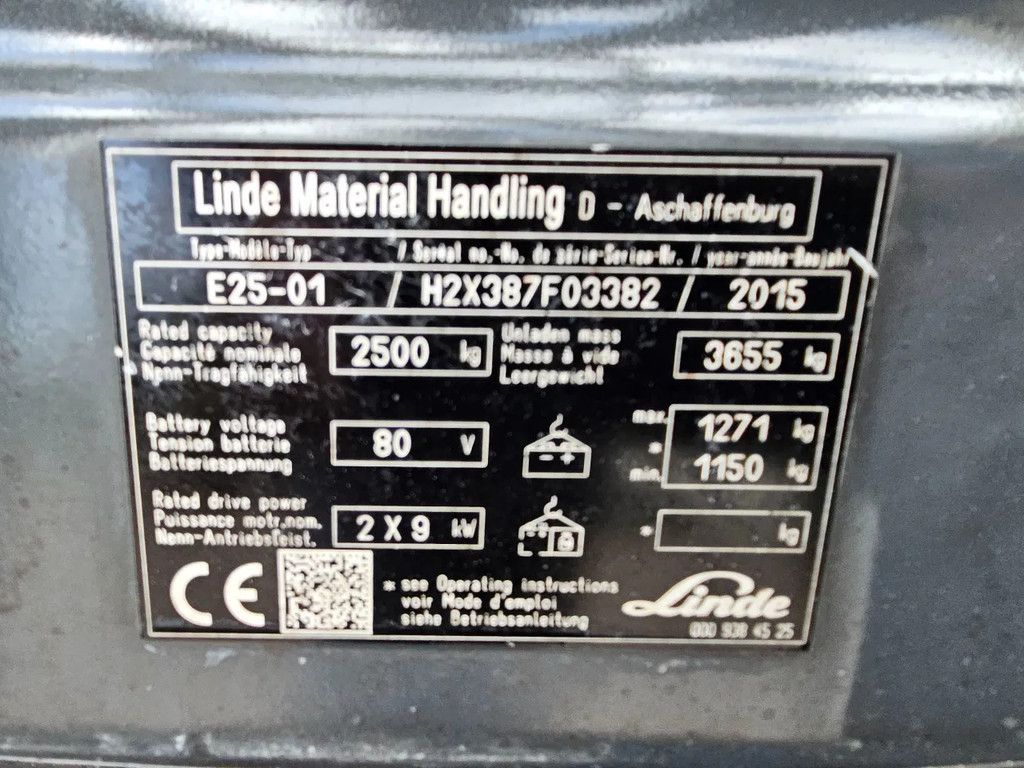 Linde Material Handling D - Aschaffenburg
Type-Modèle-Typ / Serial no.-No. de série-Serien-Nr. / year-année-Baujahr
E25-01 / H2X387F03382 / 2015
Rated capacity
Capacité nominale
Nenn-Tragfähigkeit
2500 kg
Unladen mass
Masse à vide
Leergewicht
3655 kg
Battery voltage
Tension batterie
Batteriespannung
80 V
- +
max. 1271 kg
*
min. 1150 kg
Rated drive power
Puissance motr.nom.
Nenn-Antriebsleist.
2 X 9 kW
* kg
CE
* see Operating instructions
voir Mode d'emploi
siehe Betriebsanleitung
Linde
000 938 45 25